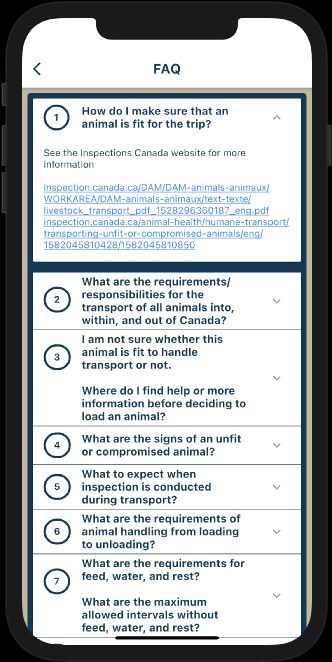 FAQ
1
How do I make sure that an
animal is fit for the trip?
See the Inspections Canada website for more
information
inspection.canada.ca/DAM/DAM-animals-animaux/
WORKAREA/DAM-animals-animaux/text-texte/
livestock_transport_pdf_1528296360187_eng.pdf
inspection.canada.ca/animal-health/humane-transport/
transporting-unfit-or-compromised-animals/eng/
1582045810428/1582045810850
2
What are the requirements/
responsibilities for the
transport of all animals into,
within, and out of Canada?
3
I am not sure whether this
animal is fit to handle
transport or not.
Where do I find help or more
information before deciding to
load an animal?
4
What are the signs of an unfit
or compromised animal?
5
What to expect when
inspection is conducted
during transport?
6
What are the requirements of
animal handling from loading
to unloading?
7
What are the requirements for
feed, water, and rest?
What are the maximum
allowed intervals without
feed, water, and rest?